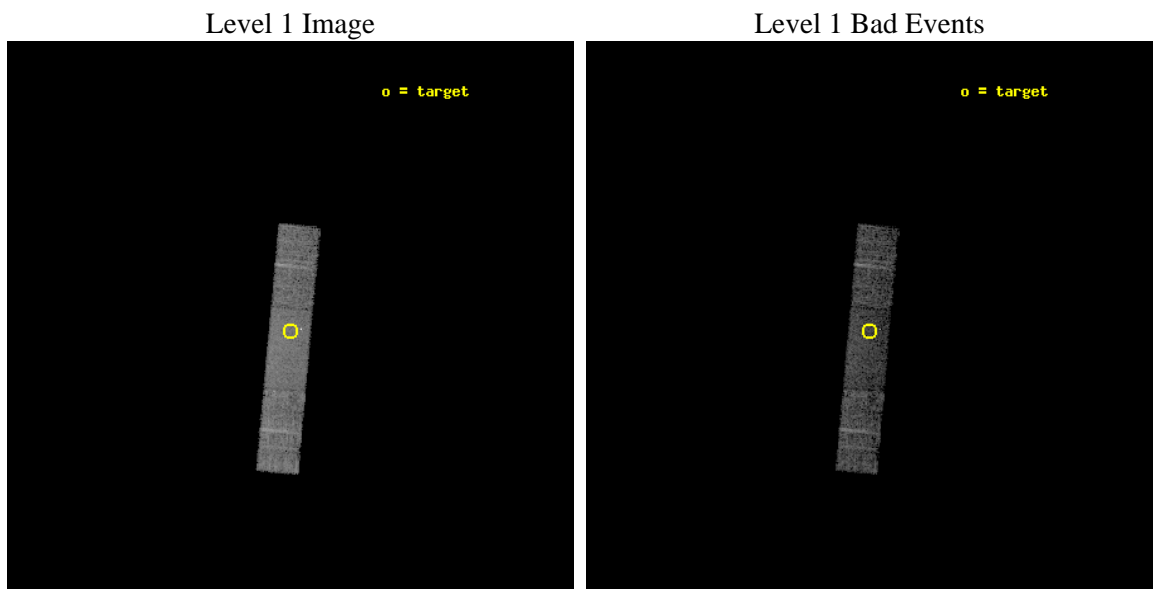 Level 1 Image
Level 1 Bad Events
o = target
o = target